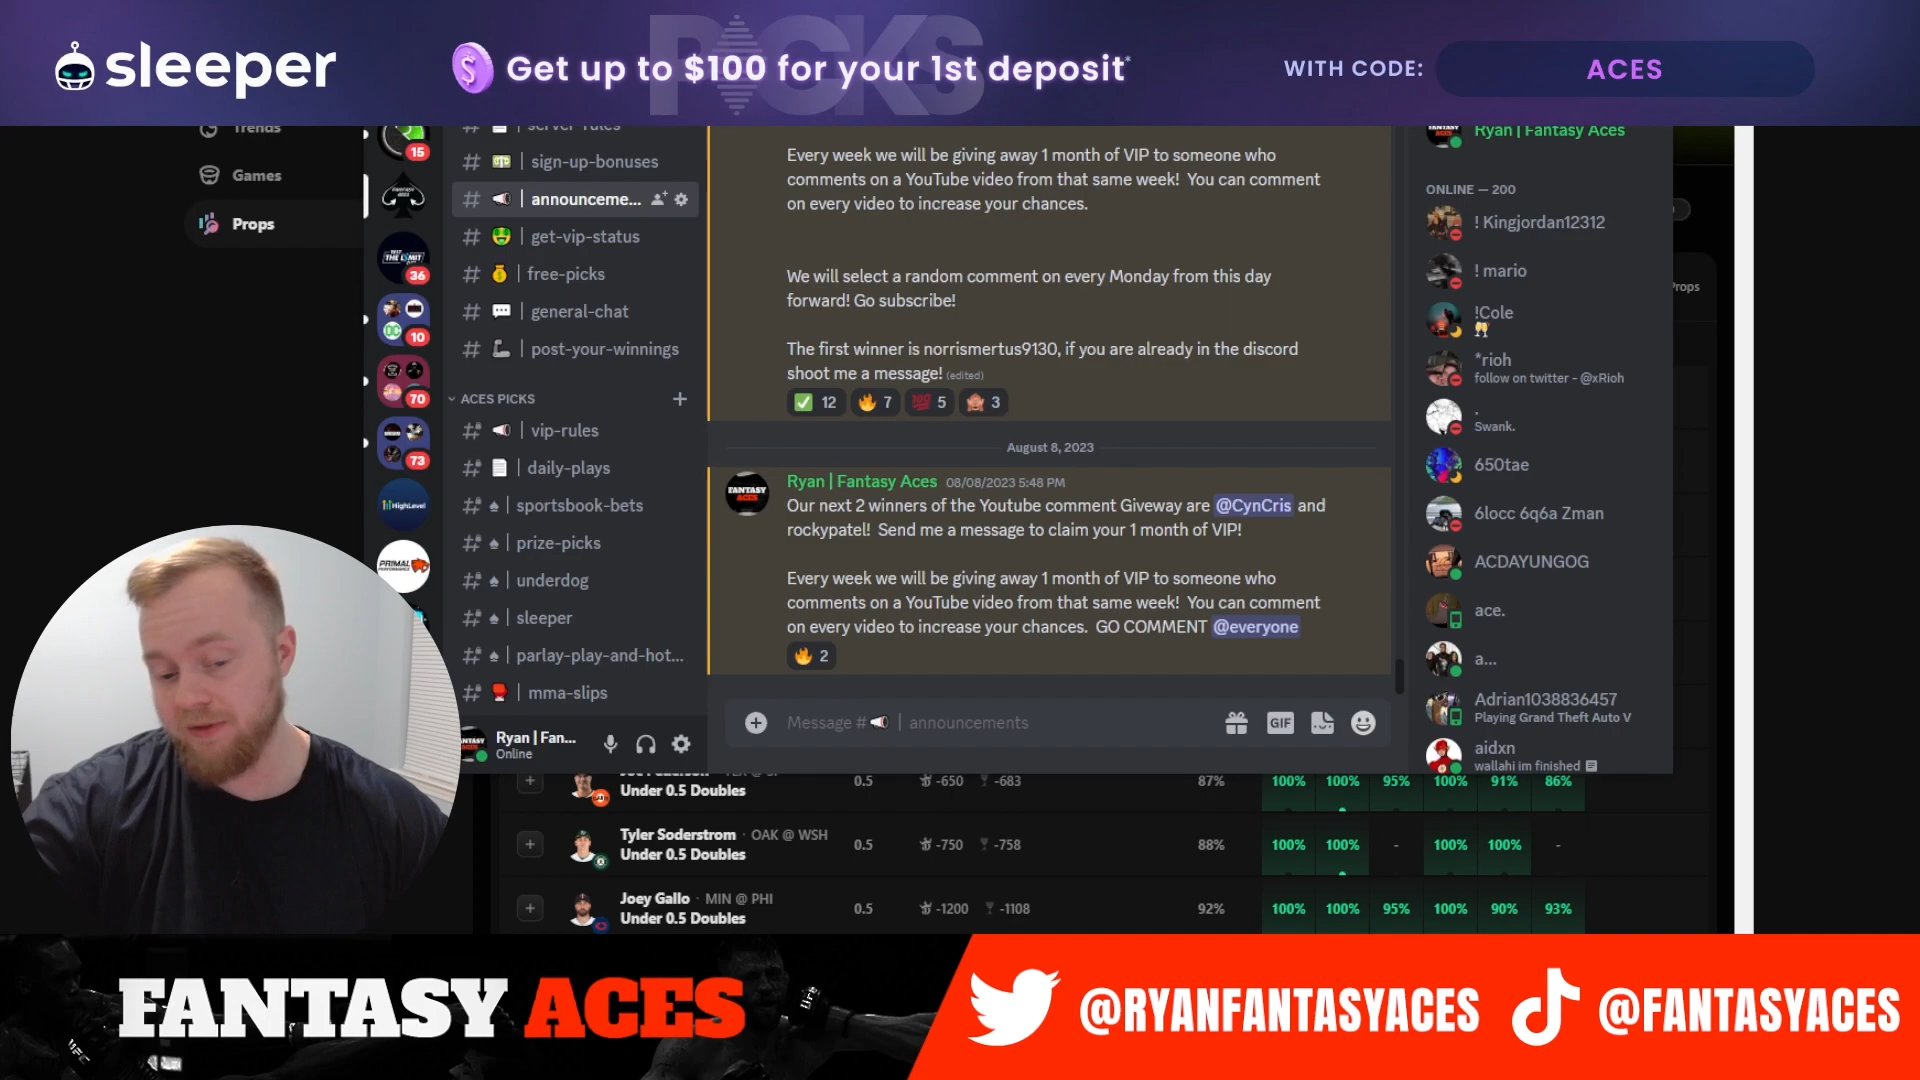 sleeper
PICKS
Get up to $100 for your 1st deposit*
WITH CODE:
ACES
Trends
Games
Props
15
36
10
70
73
HighLevel
server-rules
sign-up-bonuses
announceme...
get-vip-status
free-picks
general-chat
post-your-winnings
ACES PICKS
vip-rules
daily-plays
sportsbook-bets
prize-picks
underdog
sleeper
parlay-play-and-hot...
mma-slips
Ryan | Fan...
Online
Every week we will be giving away 1 month of VIP to someone who
comments on a YouTube video from that same week! You can comment
on every video to increase your chances.
We will select a random comment on every Monday from this day
forward! Go subscribe!
The first winner is norrismertus9130, if you are already in the discord
shoot me a message! (edited)
12 7 5 3
August 8, 2023
FANTASY
ACES
Ryan | Fantasy Aces 08/08/2023 5:48 PM
Our next 2 winners of the Youtube comment Giveway are @CynCris and
rockypatel! Send me a message to claim your 1 month of VIP!
Every week we will be giving away 1 month of VIP to someone who
comments on a YouTube video from that same week! You can comment
on every video to increase your chances. GO COMMENT @everyone
2
Message # | announcements
GIF
Ryan | Fantasy Aces
ONLINE — 200
! Kingjordan12312
! mario
!Cole
*rioh
follow on twitter - @xRioh
.
Swank.
650tae
6locc 6q6a Zman
ACDAYUNGOG
ace.
a...
Adrian1038836457
Playing Grand Theft Auto V
aidxn
wallahi im finished
Props
Under 0.5 Doubles 0.5 -650 -683 87% 100% 100% 95% 100% 91% 86%
Tyler Soderstrom · OAK @ WSH
Under 0.5 Doubles 0.5 -750 -758 88% 100% 100% - 100% 100% -
Joey Gallo · MIN @ PHI
Under 0.5 Doubles 0.5 -1200 -1108 92% 100% 100% 95% 100% 90% 93%
FANTASY ACES
@RYANFANTASYACES
@FANTASYACES